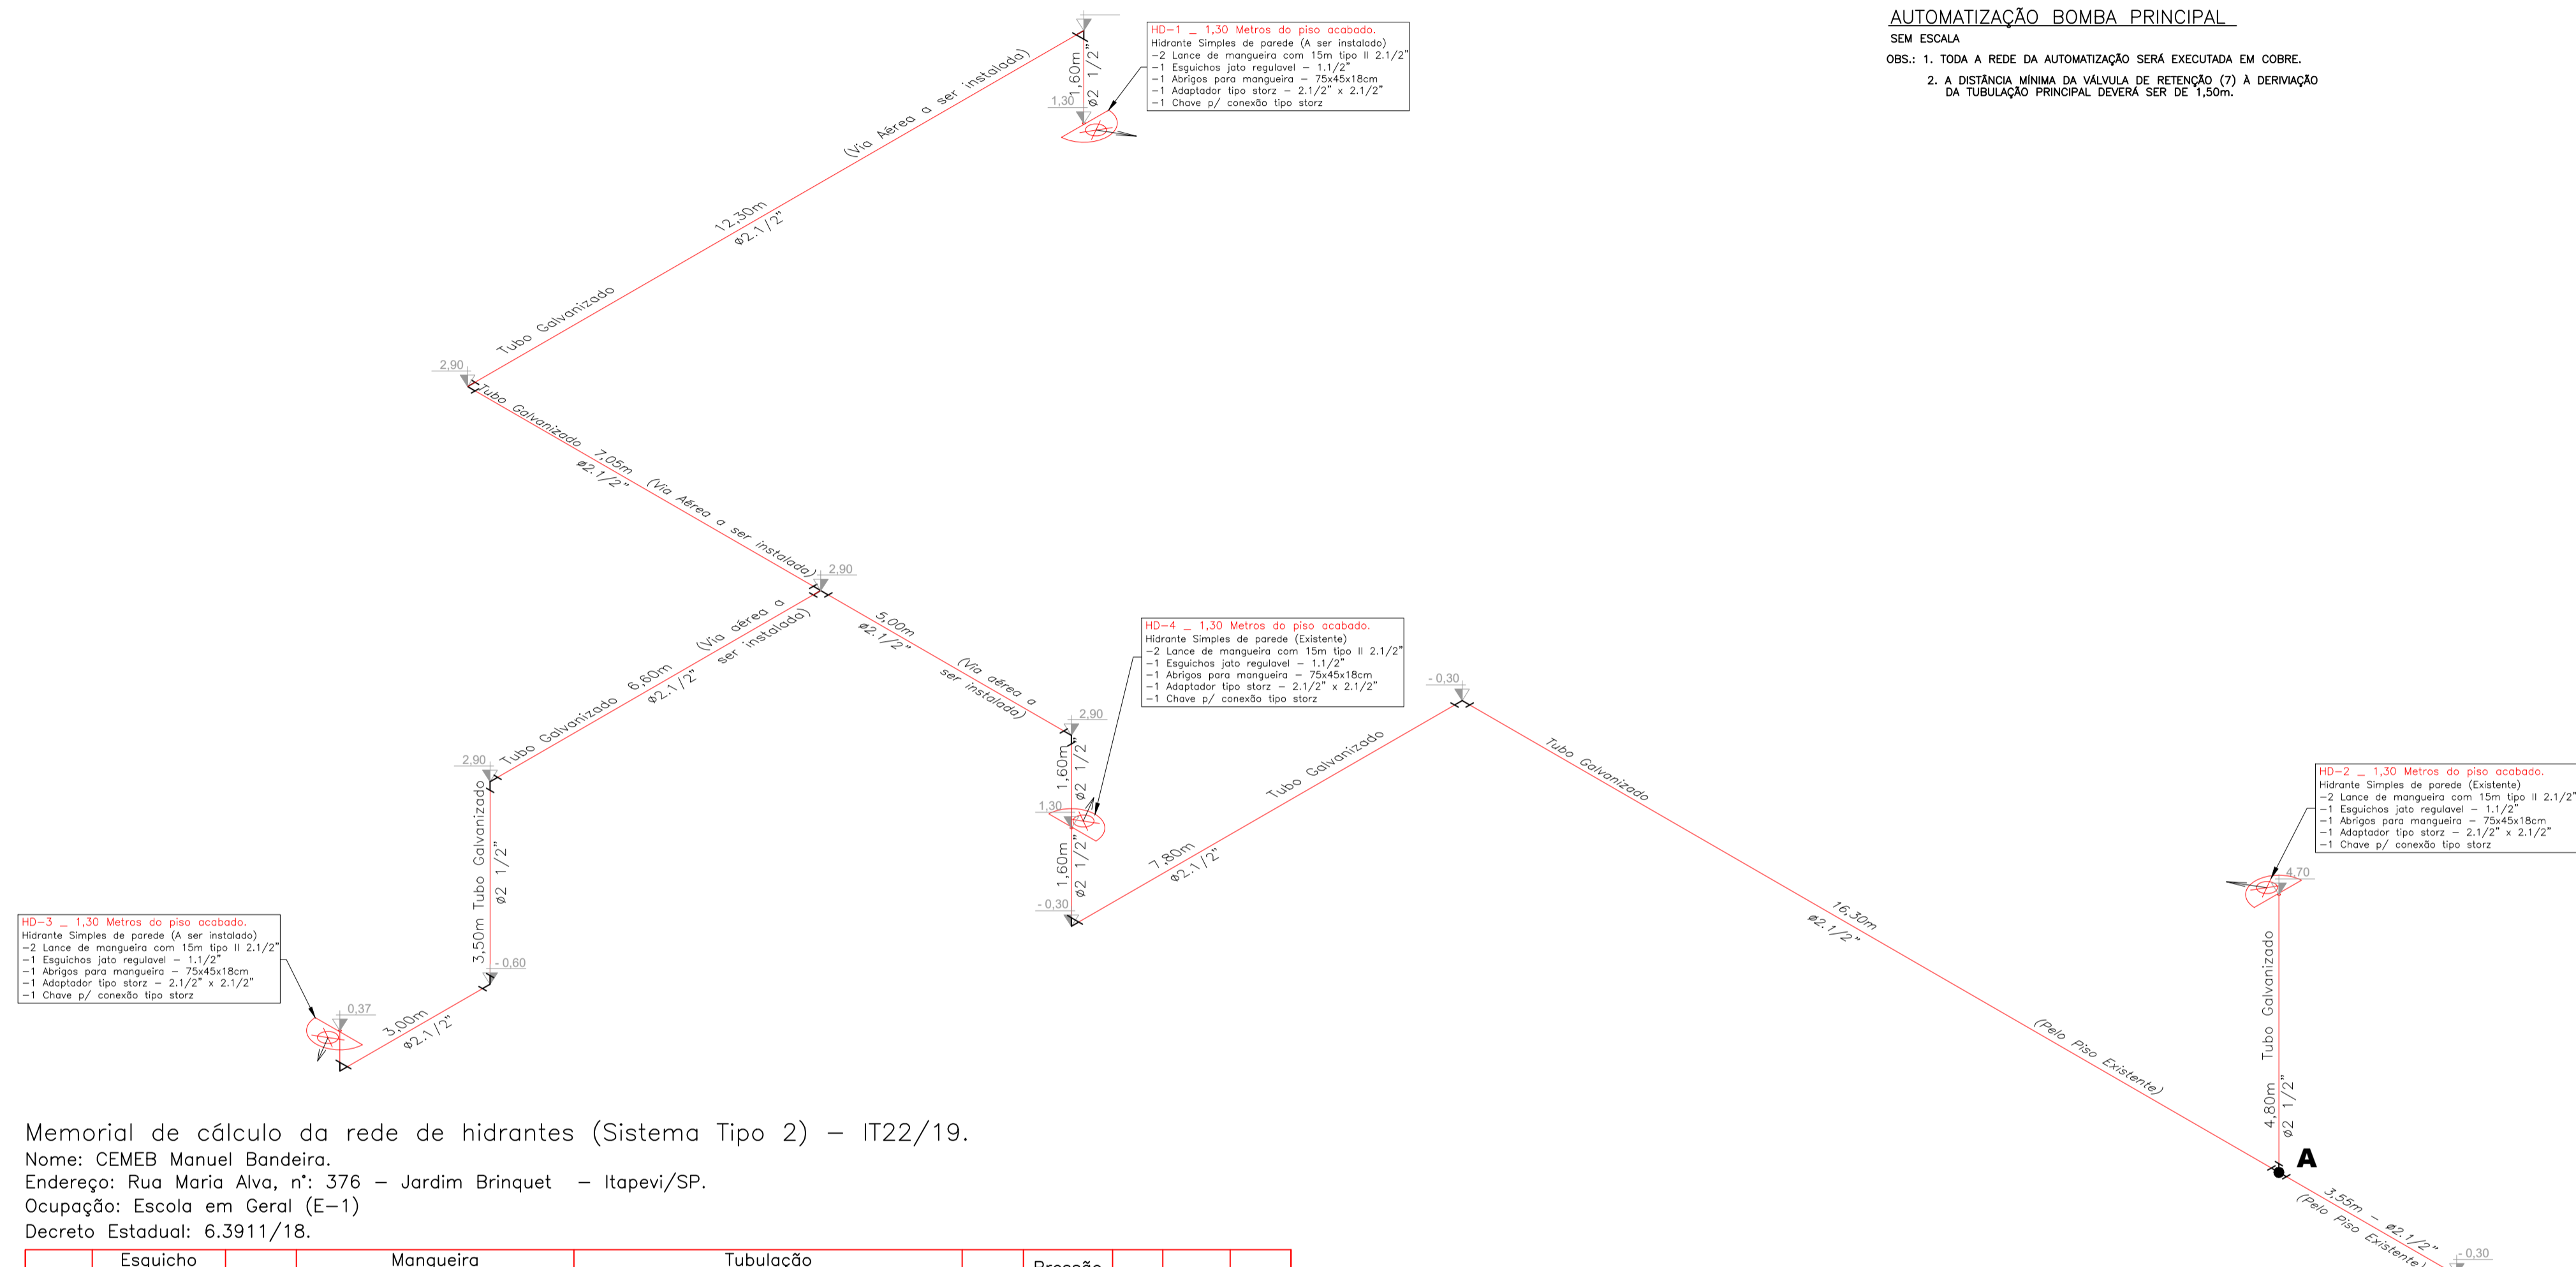 AUTOMATIZAÇÃO BOMBA PRINCIPAL
SEM ESCALA
OBS.: 1. TODA A REDE DA AUTOMATIZAÇÃO SERÁ EXECUTADA EM COBRE.
2. A DISTÂNCIA MÍNIMA DA VÁLVULA DE RETENÇÃO (7) À DERIVIAÇÃO
DA TUBULAÇÃO PRINCIPAL DEVERÁ SER DE 1,50m.
HD-1 _ 1,30 Metros do piso acabado.
Hidrante Simples de parede (A ser instalado)
-2 Lance de mangueira com 15m tipo II 2.1/2"
-1 Esguichos jato regulavel - 1.1/2"
-1 Abrigos para mangueira - 75x45x18cm
-1 Adaptador tipo storz - 2.1/2" x 2.1/2"
-1 Chave p/ conexão tipo storz
1,60m
ø2 1/2"
1,30
(Via Aérea a ser instalada)
12,30m
ø2.1/2"
Tubo Galvanizado
2,90
Tubo Galvanizado
7,05m
ø2.1/2"
(Via Aérea a ser instalada)
2,90
5,00m
ø2.1/2"
(Via aérea a
ser instalada)
(Via aérea a
ser instalada)
6,60m
ø2.1/2"
Tubo Galvanizado
2,90
3,50m Tubo Galvanizado
ø2 1/2"
- 0,60
3,00m
ø2.1/2"
0,37
HD-3 _ 1,30 Metros do piso acabado.
Hidrante Simples de parede (A ser instalado)
-2 Lance de mangueira com 15m tipo II 2.1/2"
-1 Esguichos jato regulavel - 1.1/2"
-1 Abrigos para mangueira - 75x45x18cm
-1 Adaptador tipo storz - 2.1/2" x 2.1/2"
-1 Chave p/ conexão tipo storz
HD-4 _ 1,30 Metros do piso acabado.
Hidrante Simples de parede (Existente)
-2 Lance de mangueira com 15m tipo II 2.1/2"
-1 Esguichos jato regulavel - 1.1/2"
-1 Abrigos para mangueira - 75x45x18cm
-1 Adaptador tipo storz - 2.1/2" x 2.1/2"
-1 Chave p/ conexão tipo storz
2,90
1,60m
ø2 1/2"
1,30
1,60m
ø2 1/2"
- 0,30
7,80m
ø2.1/2"
Tubo Galvanizado
- 0,30
Tubo Galvanizado
16,30m
ø2.1/2"
(Pelo Piso Existente)
HD-2 _ 1,30 Metros do piso acabado.
Hidrante Simples de parede (Existente)
-2 Lance de mangueira com 15m tipo II 2.1/2"
-1 Esguichos jato regulavel - 1.1/2"
-1 Abrigos para mangueira - 75x45x18cm
-1 Adaptador tipo storz - 2.1/2" x 2.1/2"
-1 Chave p/ conexão tipo storz
4,70
4,80m Tubo Galvanizado
ø2 1/2"
A
3,55m - ø2.1/2"
(Pelo Piso Existente)
- 0,30
Memorial de cálculo da rede de hidrantes (Sistema Tipo 2) - IT22/19.
Nome: CEMEB Manuel Bandeira.
Endereço: Rua Maria Alva, n°: 376 - Jardim Brinquet - Itapevi/SP.
Ocupação: Escola em Geral (E-1)
Decreto Estadual: 6.3911/18.
Esguicho Mangueira Tubulação Pressão